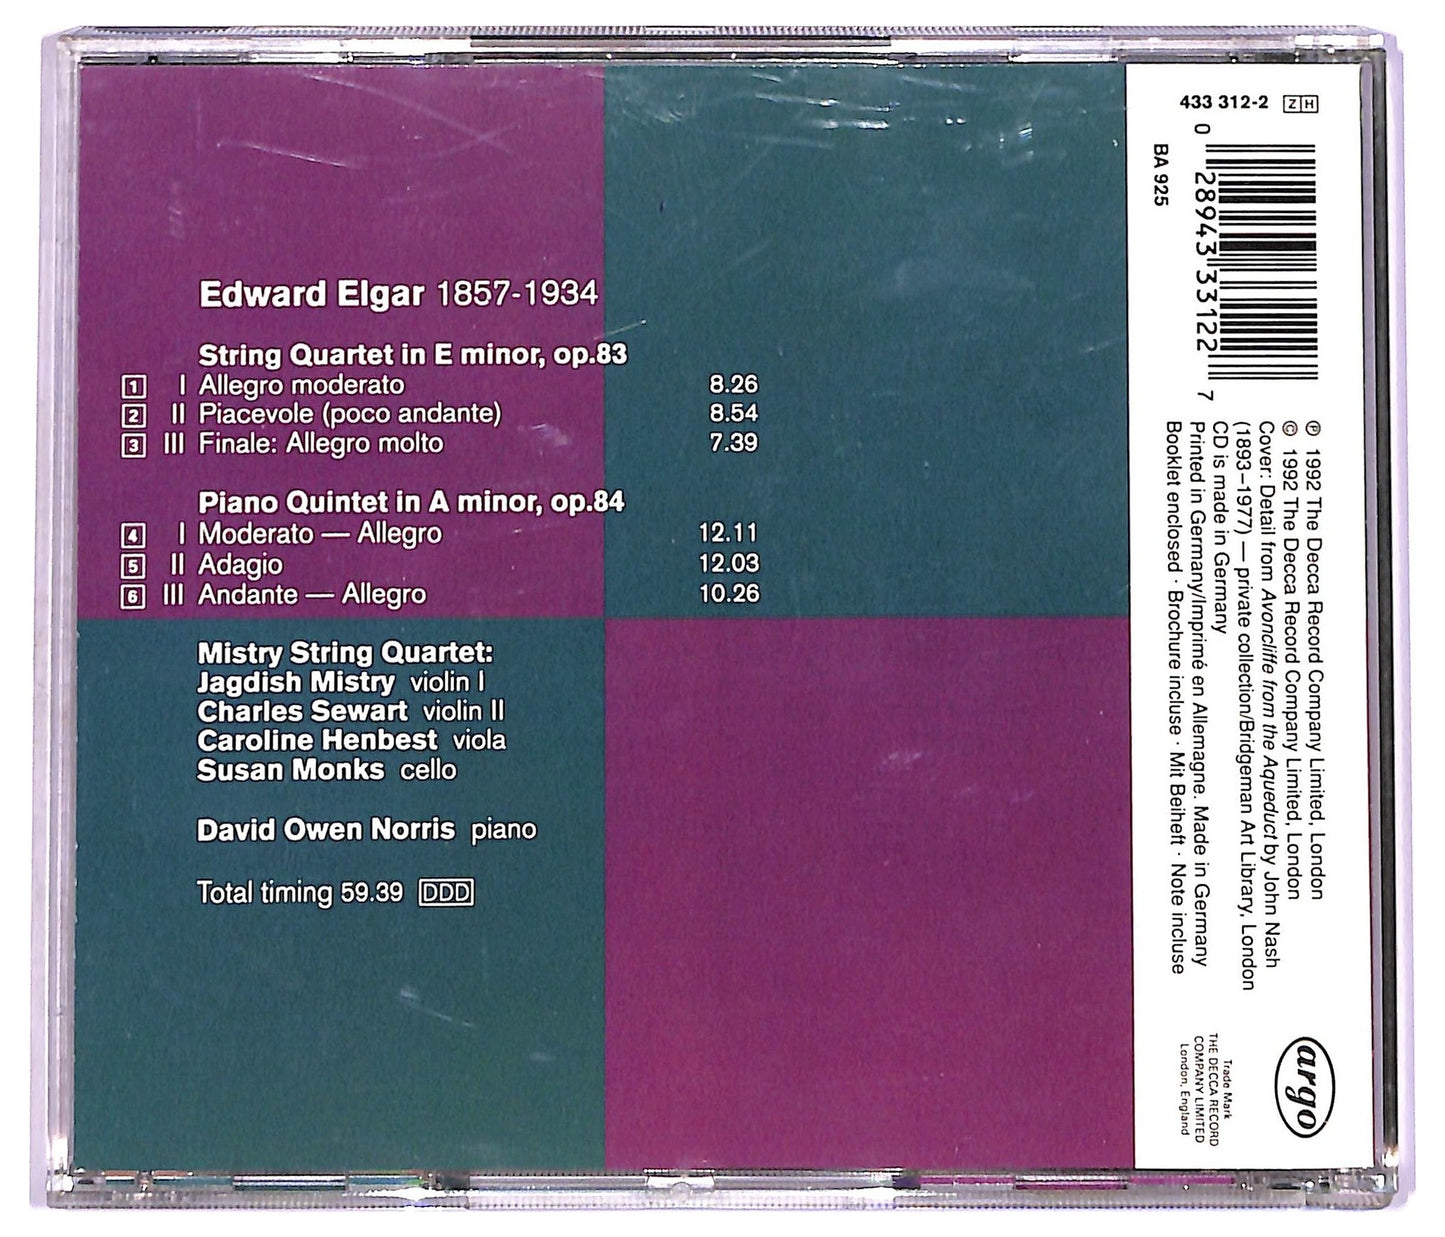 Edward Elgar 1857-1934
String Quartet in E minor, op.83
1 I Allegro moderato 8.26
2 II Piacevole (poco andante) 8.54
3 III Finale: Allegro molto 7.39
Piano Quintet in A minor, op.84
4 I Moderato — Allegro 12.11
5 II Adagio 12.03
6 III Andante — Allegro 10.26
Mistry String Quartet:
Jagdish Mistry violin I
Charles Sewart violin II
Caroline Henbest viola
Susan Monks cello
David Owen Norris piano
Total timing 59.39 DDD
433 312-2 ZH
0 28943 33122 7
BA 925
℗ 1992 The Decca Record Company Limited, London
© 1992 The Decca Record Company Limited, London
Cover: Detail from Avoncliffe from the Aqueduct by John Nash
(1893–1977) — private collection/Bridgeman Art Library, London
CD is made in Germany
Printed in Germany/Imprimé en Allemagne. Made in Germany
Booklet enclosed · Brochure incluse · Mit Beiheft · Note incluse
argo
Trade Mark
THE DECCA RECORD
COMPANY LIMITED
London, England